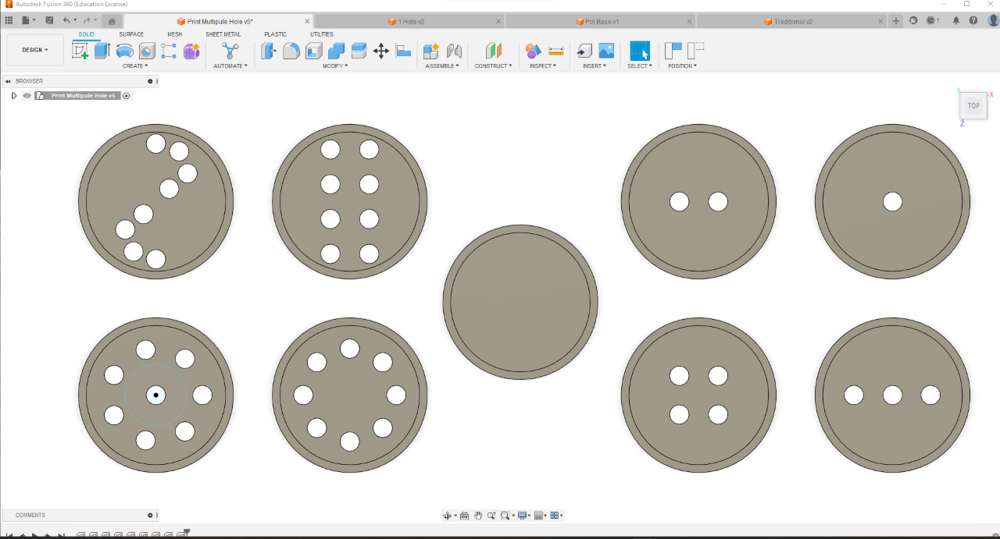 Autodesk Fusion 360 (Education License)
Print Multipule Hole v5*
1 Hole v2
Pot Base v1
Traditional v2
1
SOLID
SURFACE
MESH
SHEET METAL
PLASTIC
UTILITIES
DESIGN
CREATE
AUTOMATE
MODIFY
ASSEMBLE
CONSTRUCT
INSPECT
INSERT
SELECT
POSITION
BROWSER
Print Multipule Hole v5
Y
X
TOP
Z
COMMENTS